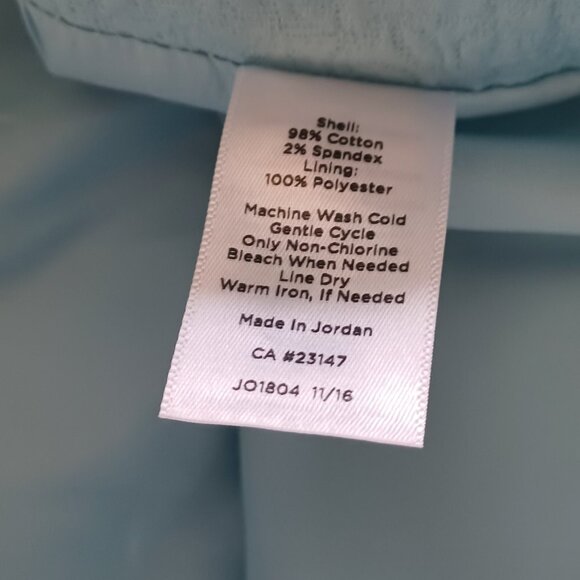 Shell:
98% Cotton
2% Spandex
Lining:
100% Polyester
Machine Wash Cold
Gentle Cycle
Only Non-Chlorine
Bleach When Needed
Line Dry
Warm Iron, If Needed
Made In Jordan
CA #23147
JO1804 11/16